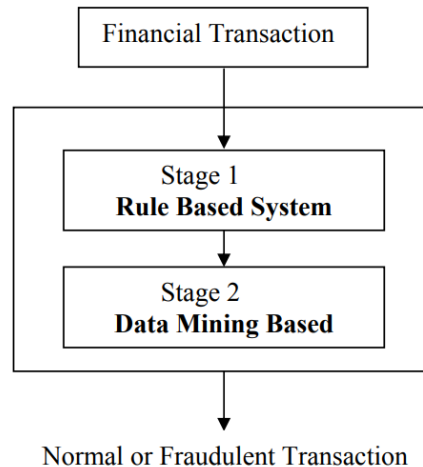 Financial Transaction
Stage 1
Rule Based System
Stage 2
Data Mining Based
Normal or Fraudulent Transaction